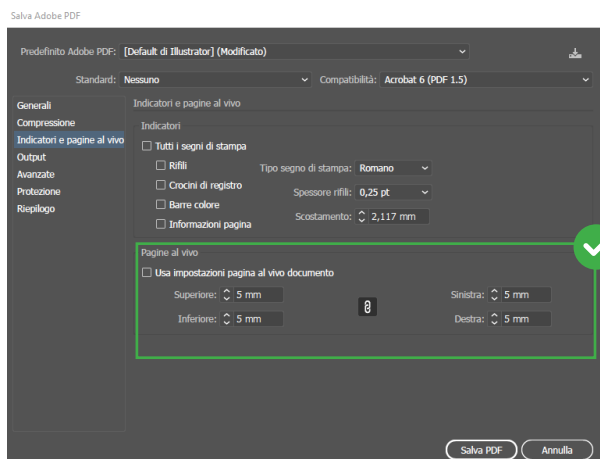 Salva Adobe PDF
Predefinito Adobe PDF: [Default di Illustrator] (Modificato)
Standard: Nessuno Compatibilità: Acrobat 6 (PDF 1.5)
Generali
Compressione
Indicatori e pagine al vivo
Output
Avanzate
Protezione
Riepilogo
Indicatori e pagine al vivo
Indicatori
Tutti i segni di stampa
Rifili
Crocini di registro
Barre colore
Informazioni pagina
Tipo segno di stampa: Romano
Spessore rifili: 0,25 pt
Scostamento: 2,117 mm
Pagine al vivo
Usa impostazioni pagina al vivo documento
Superiore: 5 mm Sinistra: 5 mm
Inferiore: 5 mm Destra: 5 mm
Salva PDF Annulla